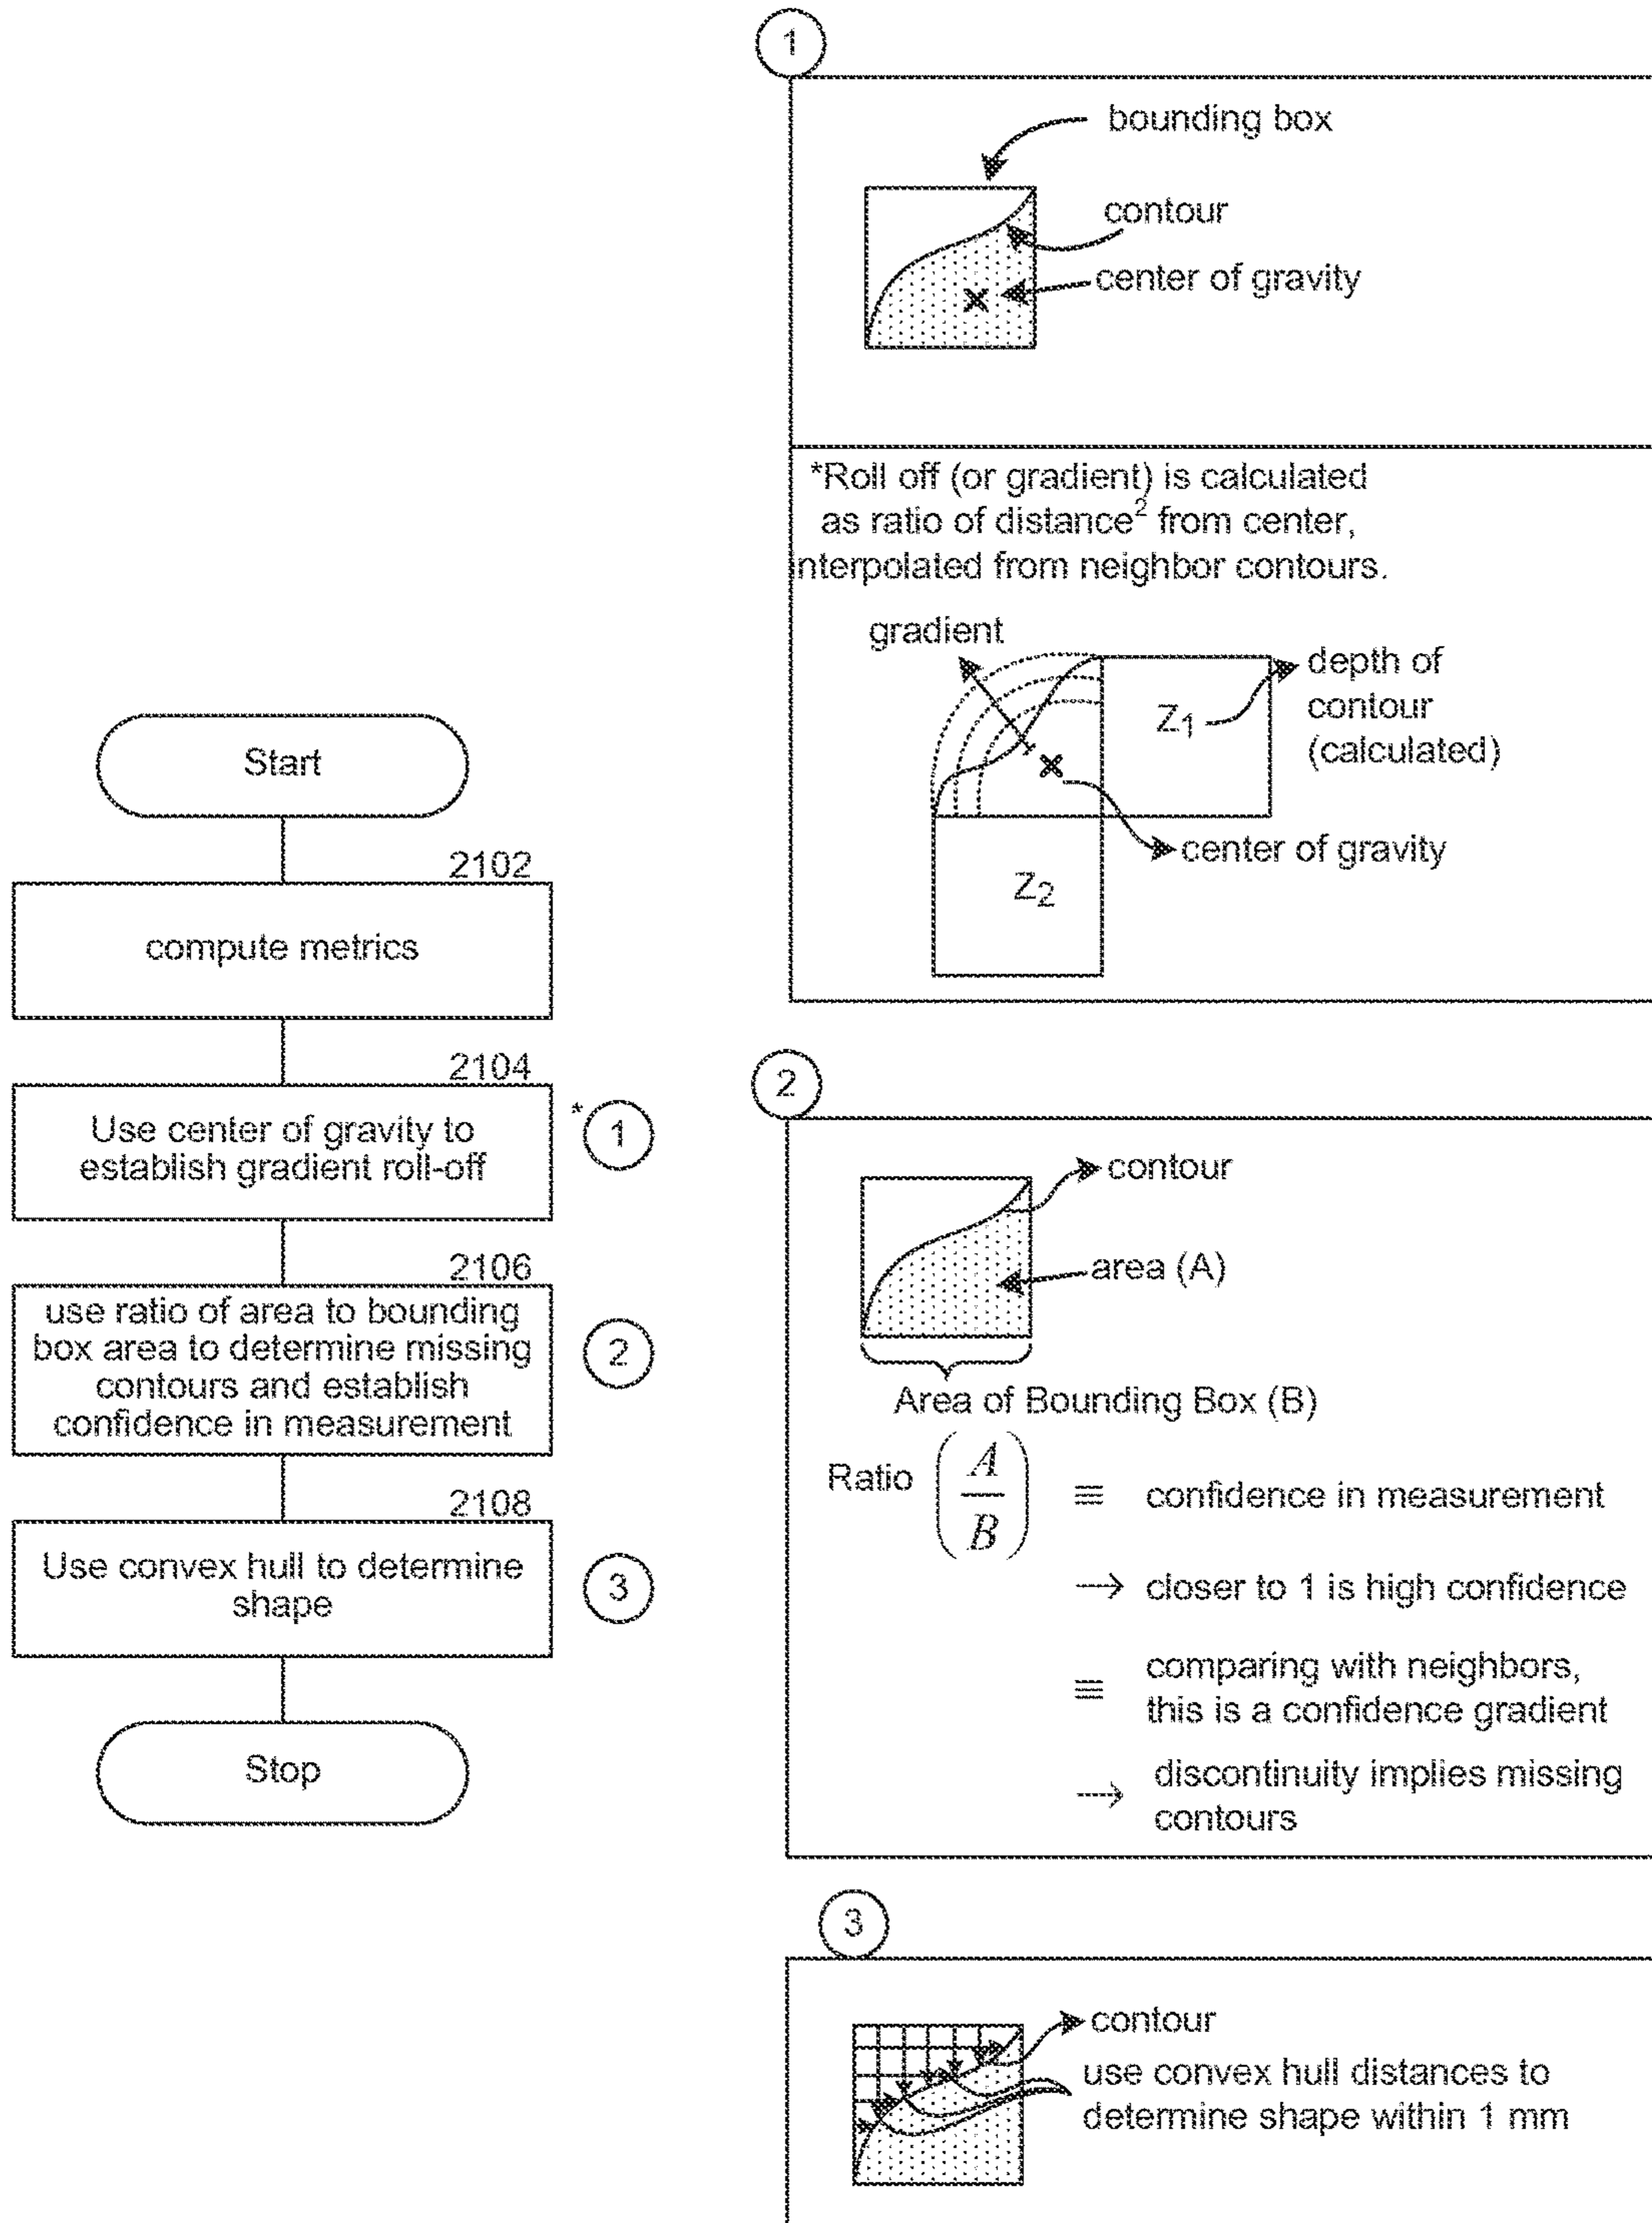 Start
2102
compute metrics
2104
Use center of gravity to
establish gradient roll-off
*
1
2106
use ratio of area to bounding
box area to determine missing
contours and establish
confidence in measurement
2
2108
Use convex hull to determine
shape
3
Stop
1
bounding box
contour
center of gravity
*Roll off (or gradient) is calculated
as ratio of distance² from center,
interpolated from neighbor contours.
gradient
Z₁
depth of
contour
(calculated)
center of gravity
Z₂
2
contour
area (A)
Area of Bounding Box (B)
Ratio (A/B) ≡ confidence in measurement
→ closer to 1 is high confidence
≡ comparing with neighbors,
this is a confidence gradient
→ discontinuity implies missing
contours
3
contour
use convex hull distances to
determine shape within 1 mm